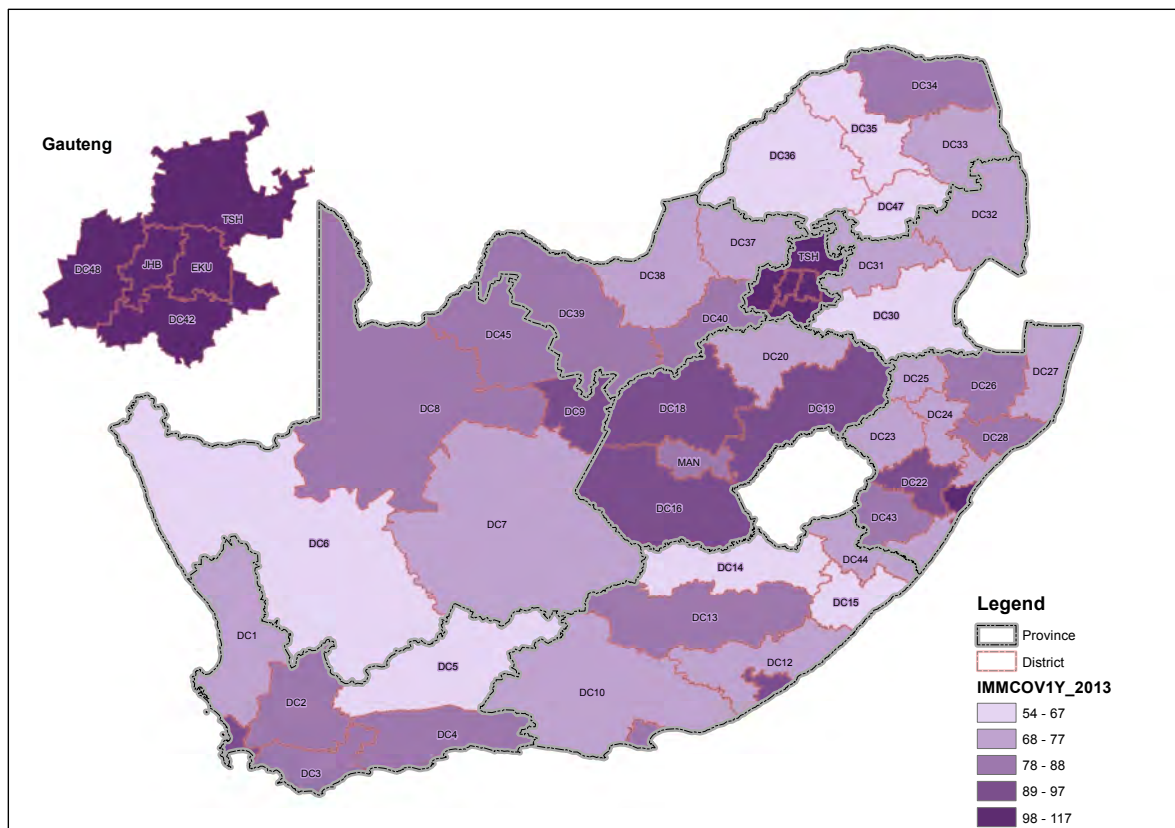 Gauteng
TSH
DC48
JHB
EKU
DC42
DC34
DC35
DC36
DC33
DC47
DC32
DC37
TSH
DC31
DC38
DC30
DC39
DC40
DC45
DC20
DC25
DC26
DC27
DC8
DC9
DC18
DC19
DC24
DC23
DC28
MAN
DC22
DC16
DC43
DC7
DC6
DC44
DC14
DC15
DC13
DC1
DC5
DC12
DC10
DC2
DC4
DC3
Legend
Province
District
IMMCOV1Y_2013
54 - 67
68 - 77
78 - 88
89 - 97
98 - 117